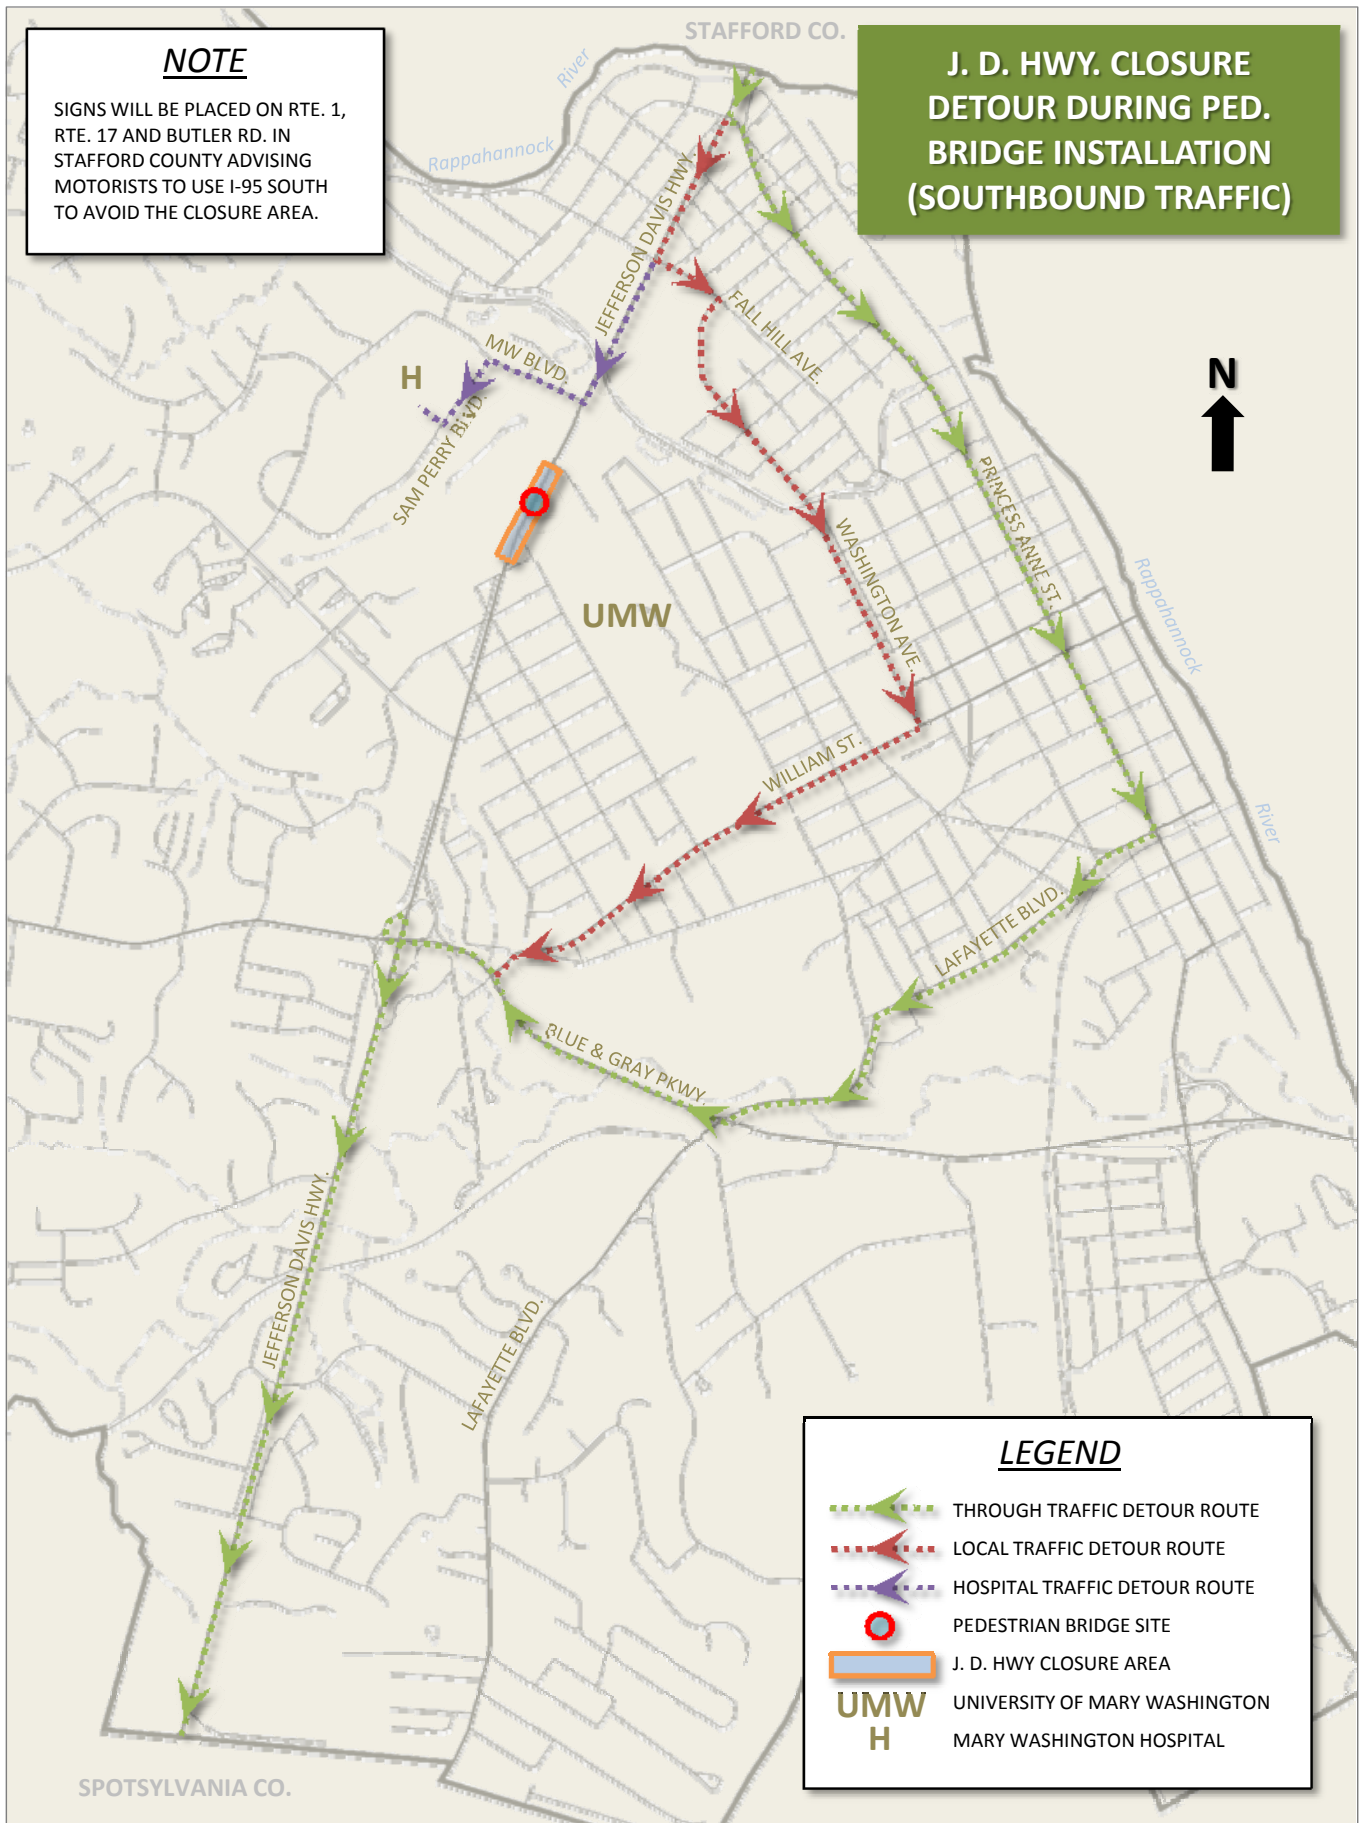 STAFFORD CO.
NOTE
SIGNS WILL BE PLACED ON RTE. 1,
RTE. 17 AND BUTLER RD. IN
STAFFORD COUNTY ADVISING
MOTORISTS TO USE I-95 SOUTH
TO AVOID THE CLOSURE AREA.
J. D. HWY. CLOSURE
DETOUR DURING PED.
BRIDGE INSTALLATION
(SOUTHBOUND TRAFFIC)
River
Rappahannock
JEFFERSON DAVIS HWY.
FALL HILL AVE.
MW BLVD.
H
SAM PERRY BLVD.
N
PRINCESS ANNE ST.
WASHINGTON AVE.
UMW
Rappahannock
River
WILLIAM ST.
LAFAYETTE BLVD.
BLUE & GRAY PKWY.
JEFFERSON DAVIS HWY.
LAFAYETTE BLVD.
LEGEND
THROUGH TRAFFIC DETOUR ROUTE
LOCAL TRAFFIC DETOUR ROUTE
HOSPITAL TRAFFIC DETOUR ROUTE
PEDESTRIAN BRIDGE SITE
J. D. HWY CLOSURE AREA
UMW UNIVERSITY OF MARY WASHINGTON
H MARY WASHINGTON HOSPITAL
SPOTSYLVANIA CO.